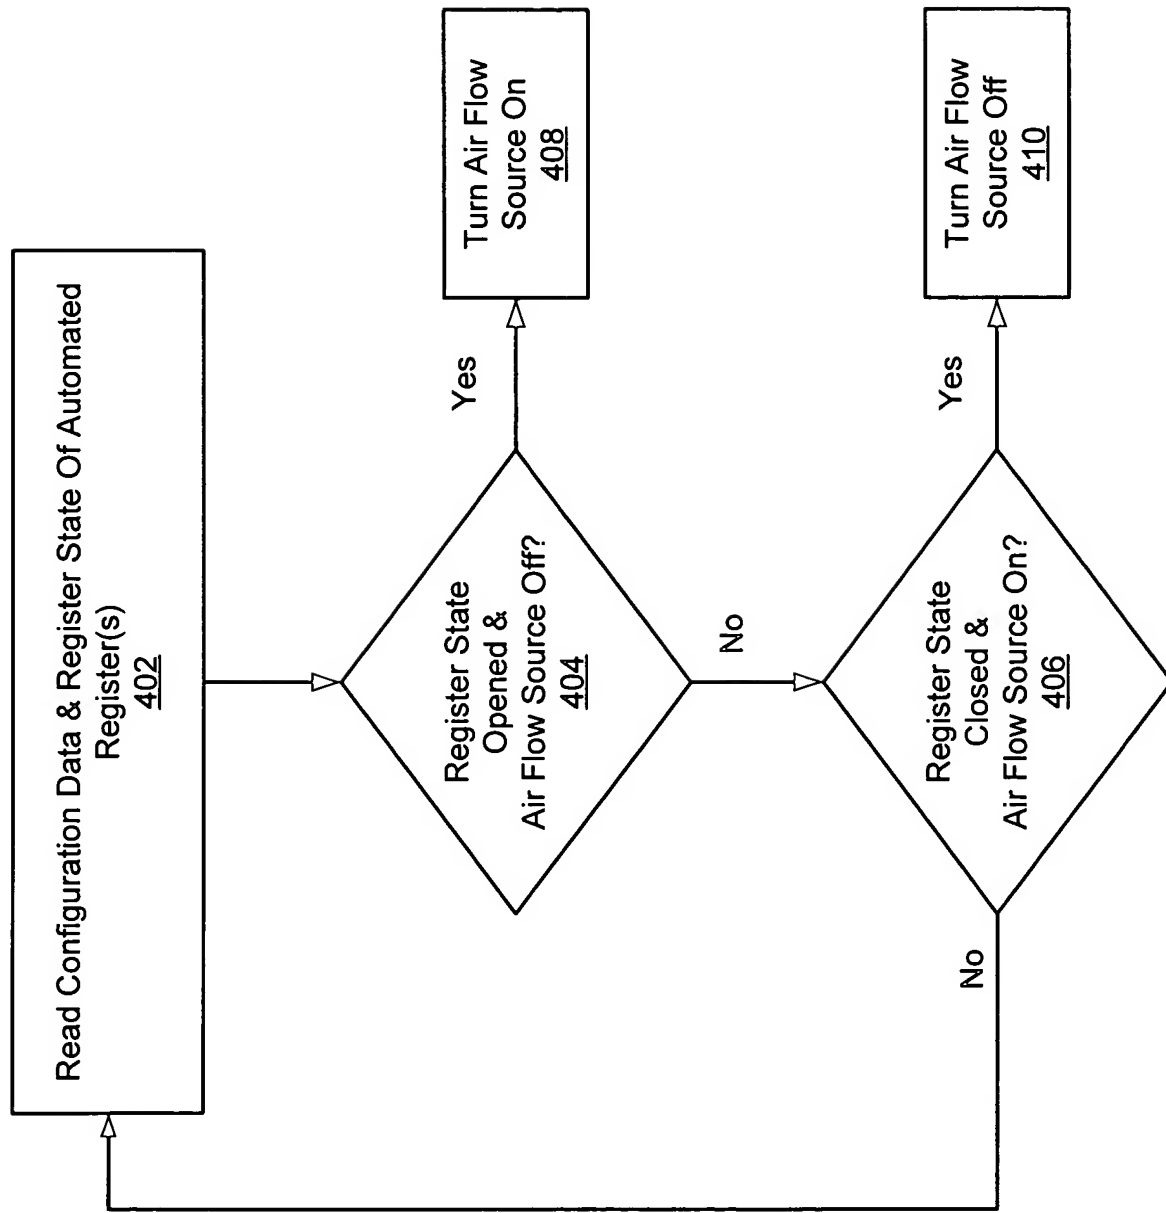 Read Configuration Data & Register State Of Automated
Register(s)
402
Register State
Opened &
Air Flow Source Off?
404
Yes
Turn Air Flow
Source On
408
No
Register State
Closed &
Air Flow Source On?
406
Yes
Turn Air Flow
Source Off
410
No